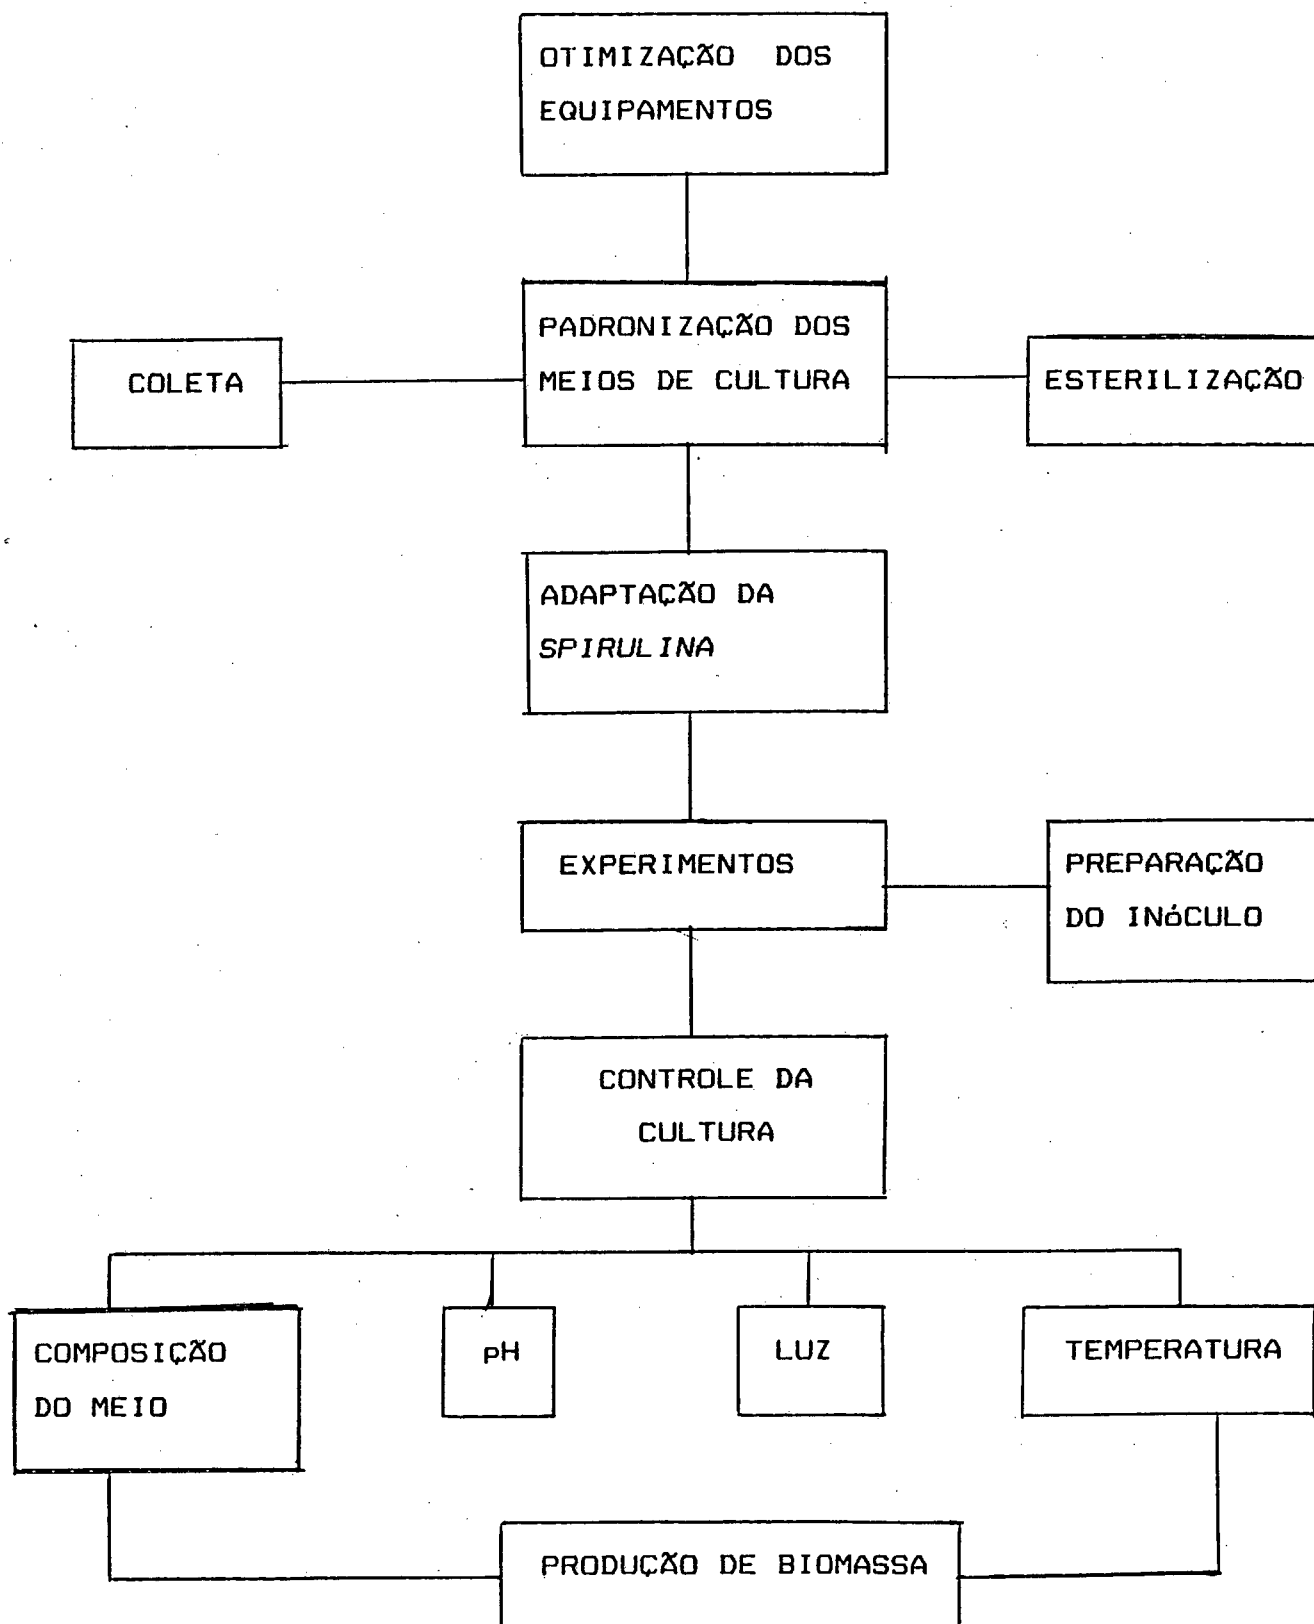 OTIMIZAÇÃO DOS
EQUIPAMENTOS
PADRONIZAÇÃO DOS
MEIOS DE CULTURA
COLETA
ESTERILIZAÇÃO
ADAPTAÇÃO DA
SPIRULINA
EXPERIMENTOS
PREPARAÇÃO
DO INóCULO
CONTROLE DA
CULTURA
COMPOSIÇÃO
DO MEIO
pH
LUZ
TEMPERATURA
PRODUÇÃO DE BIOMASSA